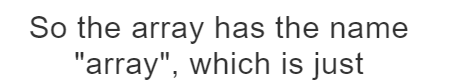 So the array has the name
"array", which is just